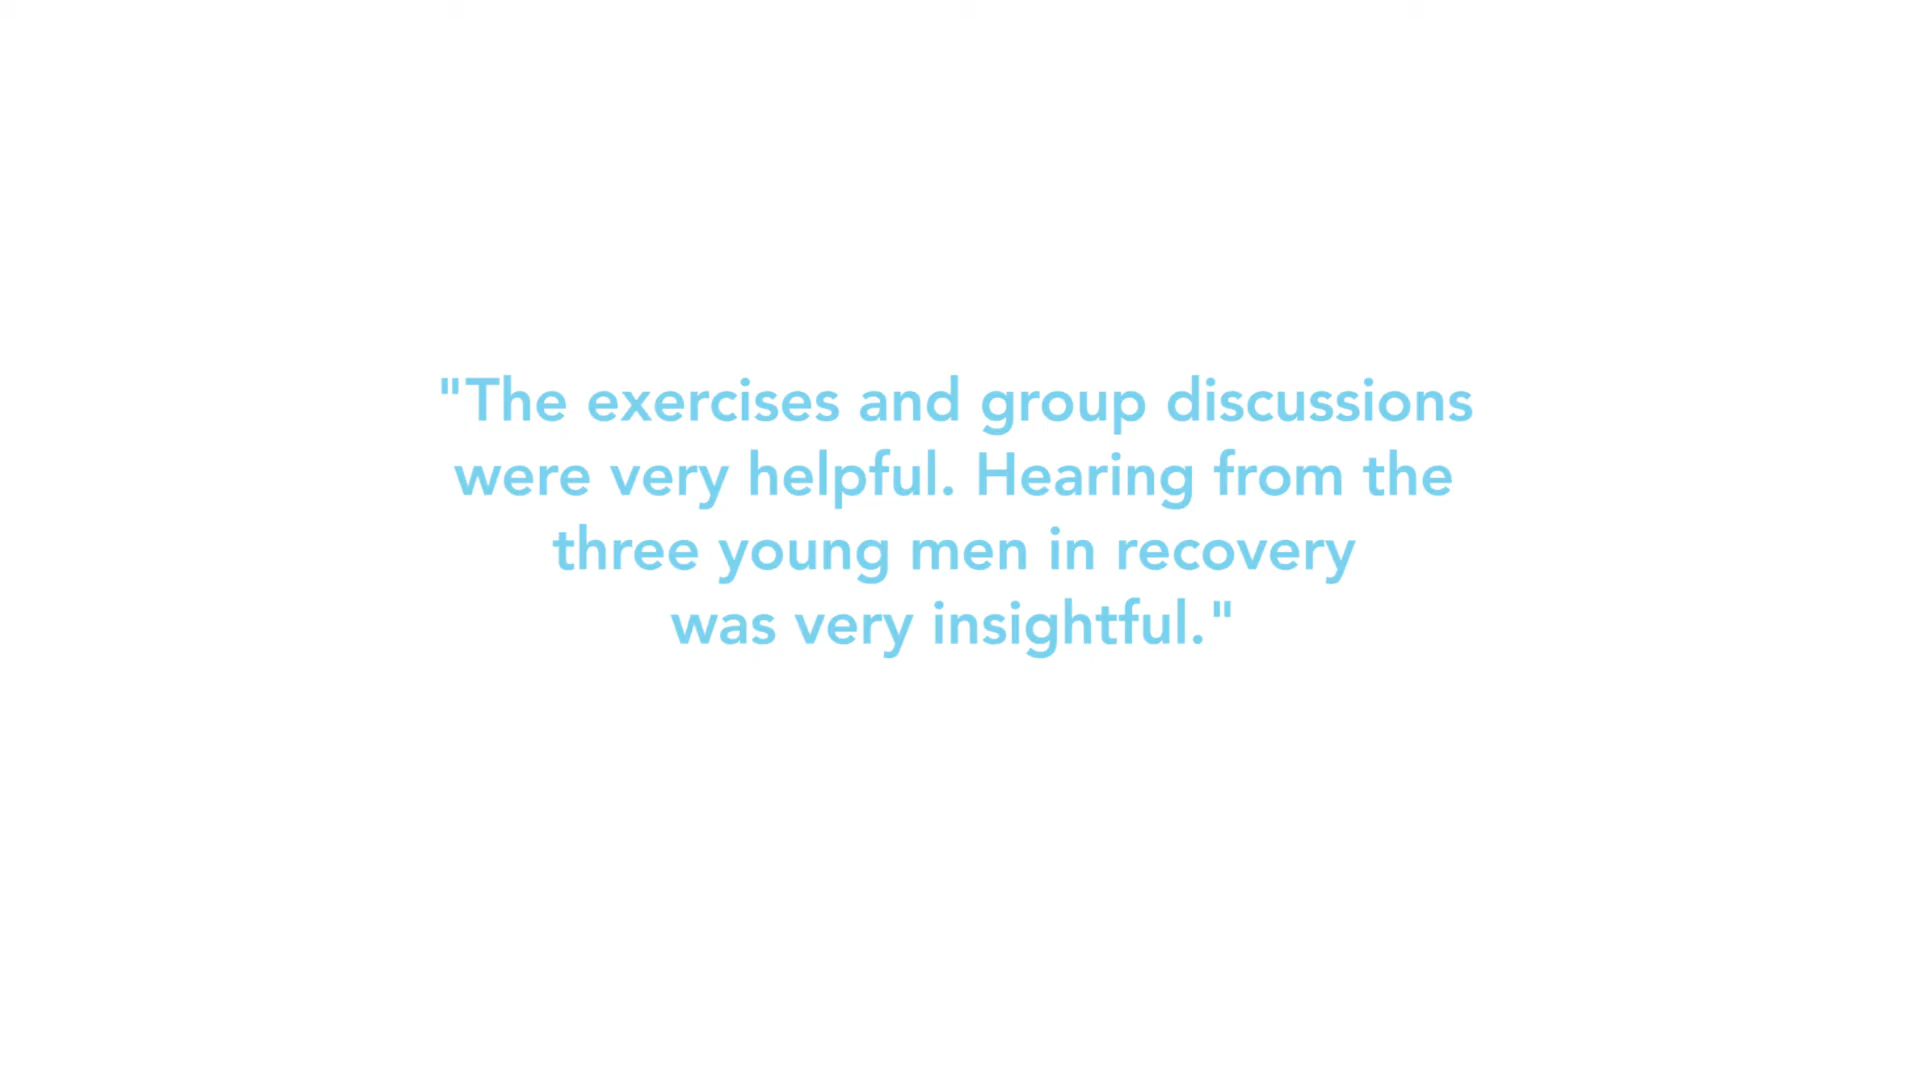 "The exercises and group discussions
were very helpful. Hearing from the
three young men in recovery
was very insightful."